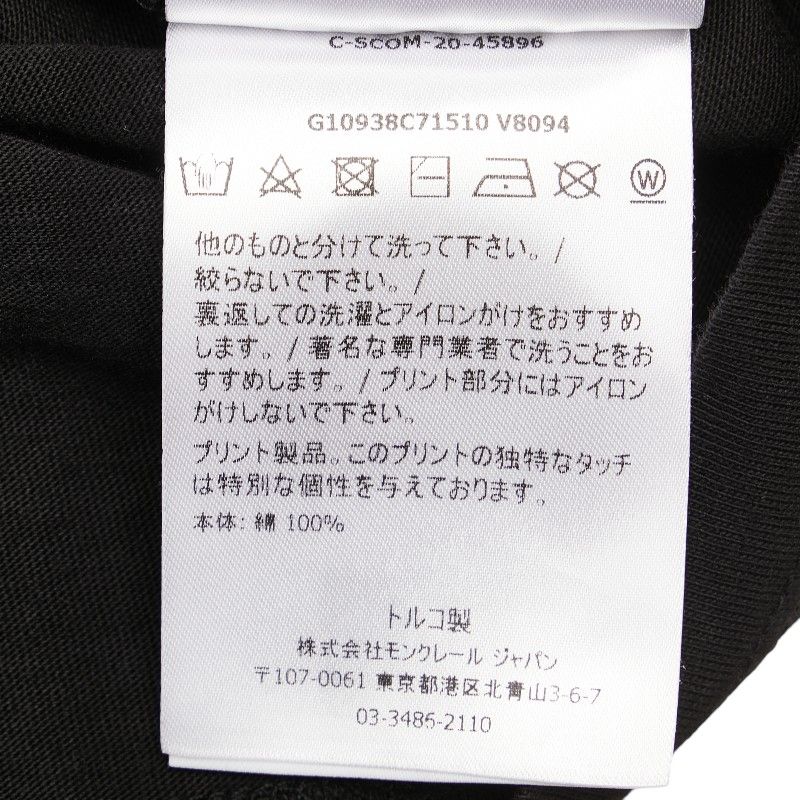 C-SCOM-20-45896
G10938C71510 V8094
W
他のものと分けて洗って下さい。/
絞らないで下さい。/
裏返しての洗濯とアイロンがけをおすすめ
します。/ 著名な専門業者で洗うことをお
すすめします。/ プリント部分にはアイロン
がけしないで下さい。
プリント製品。このプリントの独特なタッチ
は特別な個性を与えております。
本体: 綿 100%
トルコ製
株式会社モンクレール ジャパン
〒107-0061 東京都港区北青山3-6-7
03-3486-2110